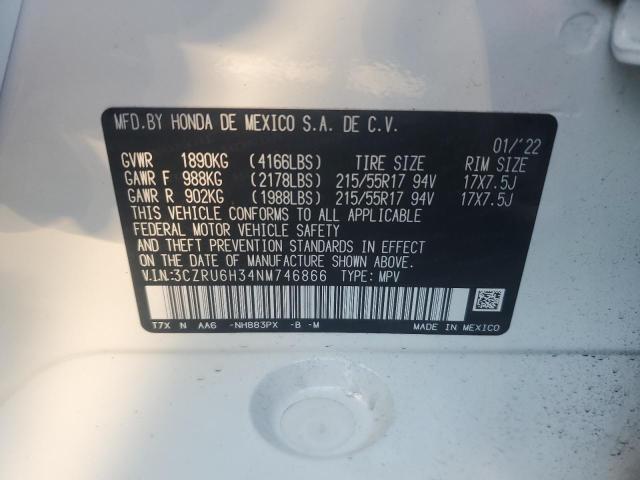 MFD.BY HONDA DE MEXICO S.A. DE C.V.
01/'22
GVWR 1890KG (4166LBS) TIRE SIZE RIM SIZE
GAWR F 988KG (2178LBS) 215/55R17 94V 17X7.5J
GAWR R 902KG (1988LBS) 215/55R17 94V 17X7.5J
THIS VEHICLE CONFORMS TO ALL APPLICABLE
FEDERAL MOTOR VEHICLE SAFETY
AND THEFT PREVENTION STANDARDS IN EFFECT
ON THE DATE OF MANUFACTURE SHOWN ABOVE.
V.I.N.:3CZRU6H34NM746866 TYPE: MPV
T7X N AA6 -NH883PX -B -M
MADE IN MEXICO